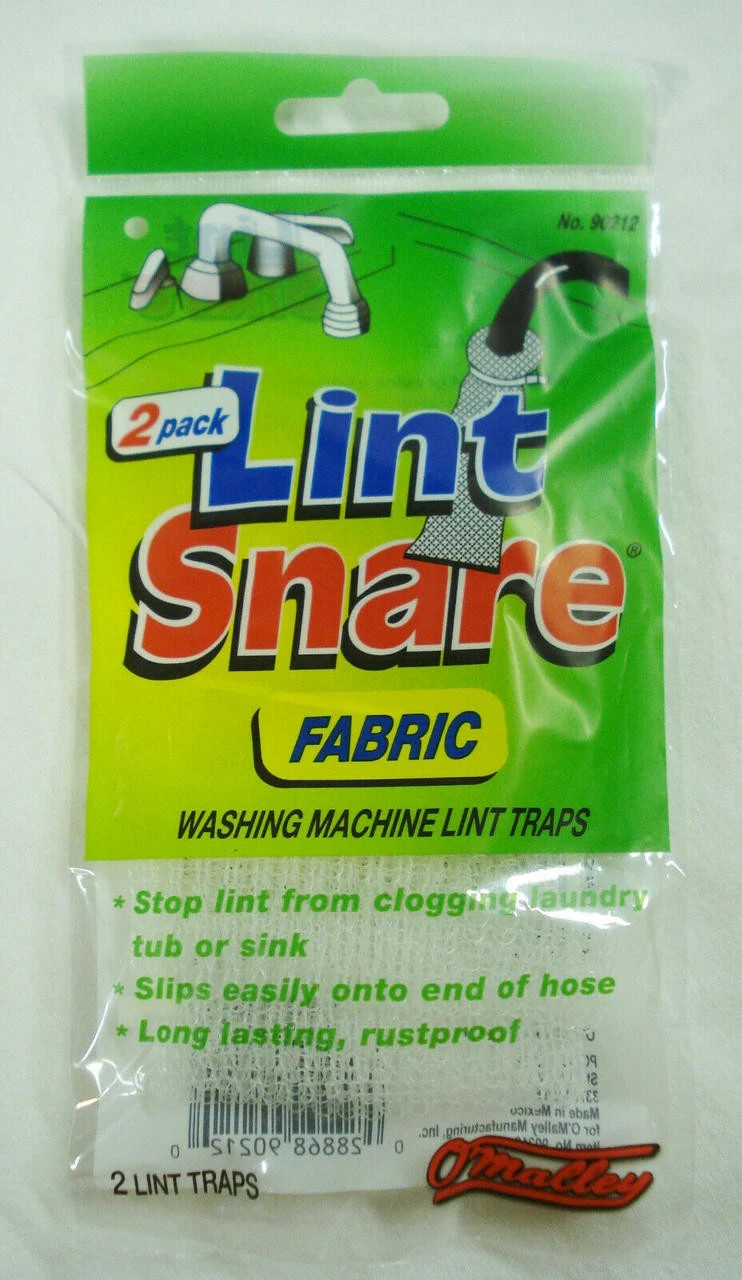 No. 90212
2 pack
Lint
Snare®
FABRIC
WASHING MACHINE LINT TRAPS
* Stop lint from clogging laundry
tub or sink
* Slips easily onto end of hose
* Long lasting, rustproof
Made in Mexico
for O'Malley Manufacturing, Inc.
0 28868 90212 0
2 LINT TRAPS
O'Malley